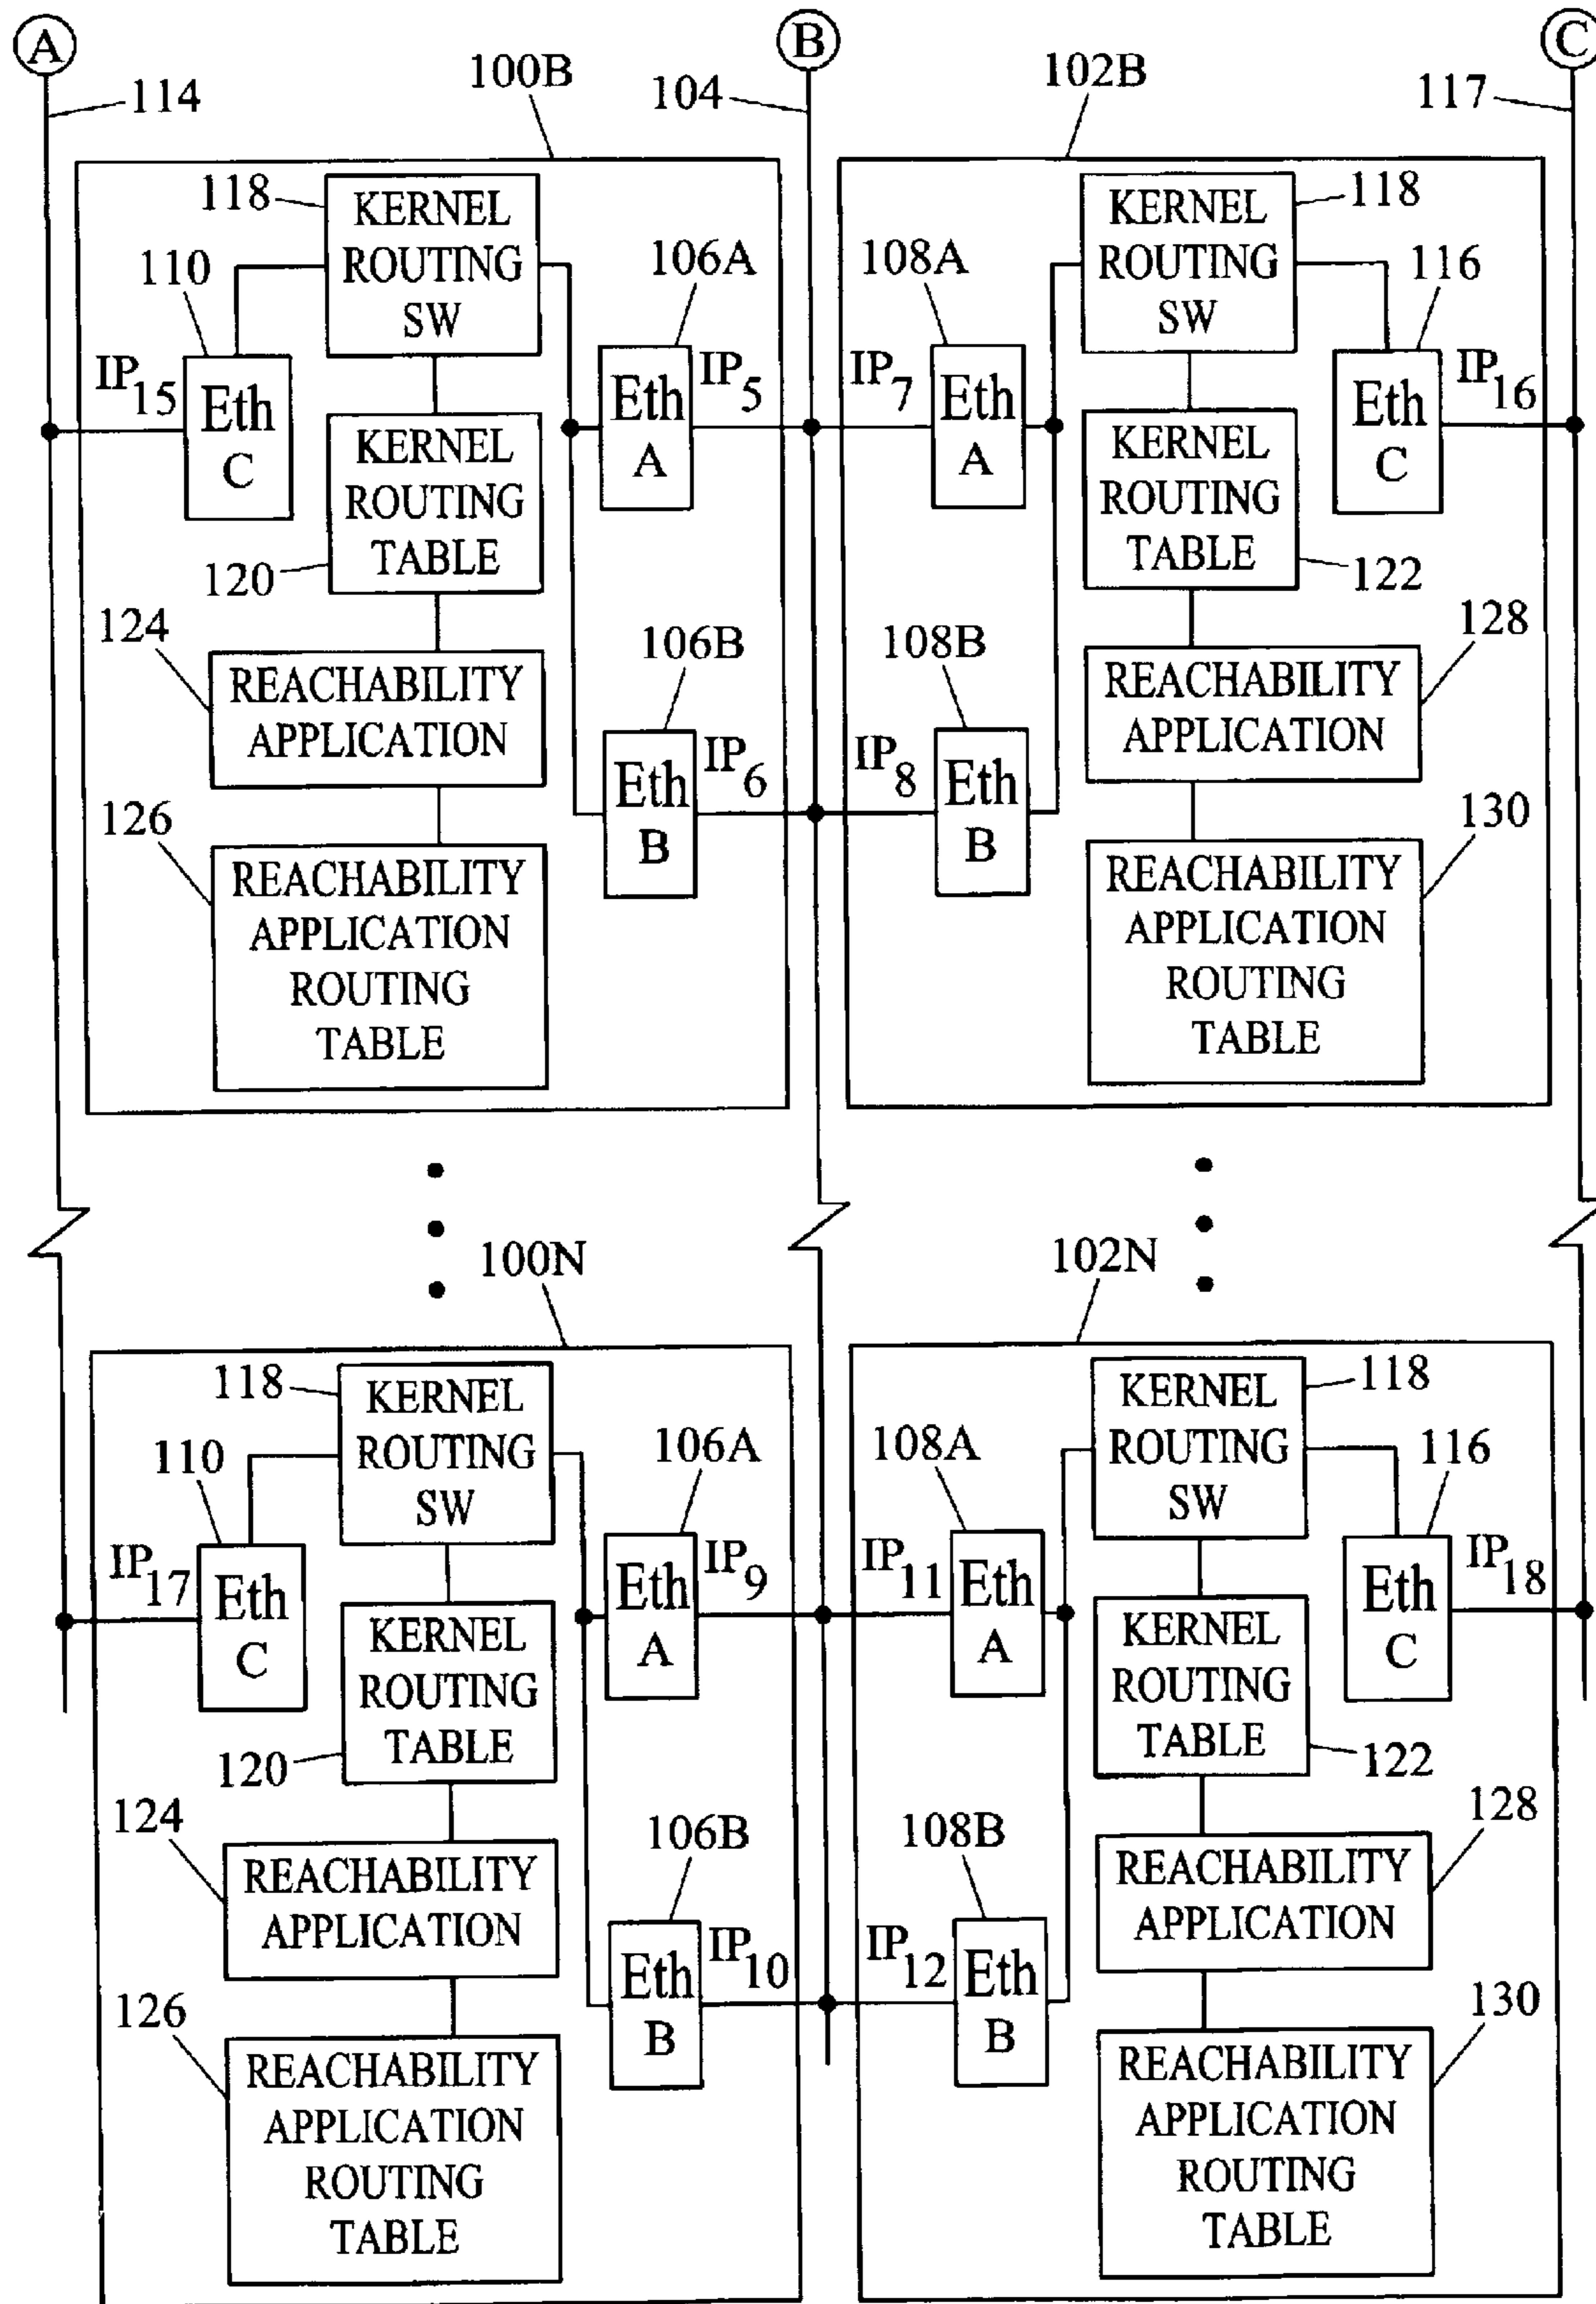 A
B
C
114
100B
104
102B
117
118
KERNEL
ROUTING
SW
110
106A
IP15
Eth
C
Eth
A
IP5
KERNEL
ROUTING
TABLE
120
124
REACHABILITY
APPLICATION
106B
Eth
B
IP6
126
REACHABILITY
APPLICATION
ROUTING
TABLE
108A
KERNEL
ROUTING
SW
118
116
IP7
Eth
A
Eth
C
IP16
KERNEL
ROUTING
TABLE
122
108B
REACHABILITY
APPLICATION
128
IP8
Eth
B
130
REACHABILITY
APPLICATION
ROUTING
TABLE
100N
102N
118
KERNEL
ROUTING
SW
110
106A
IP17
Eth
C
Eth
A
IP9
KERNEL
ROUTING
TABLE
120
124
REACHABILITY
APPLICATION
106B
Eth
B
IP10
126
REACHABILITY
APPLICATION
ROUTING
TABLE
108A
KERNEL
ROUTING
SW
118
116
IP11
Eth
A
Eth
C
IP18
KERNEL
ROUTING
TABLE
122
108B
REACHABILITY
APPLICATION
128
IP12
Eth
B
130
REACHABILITY
APPLICATION
ROUTING
TABLE